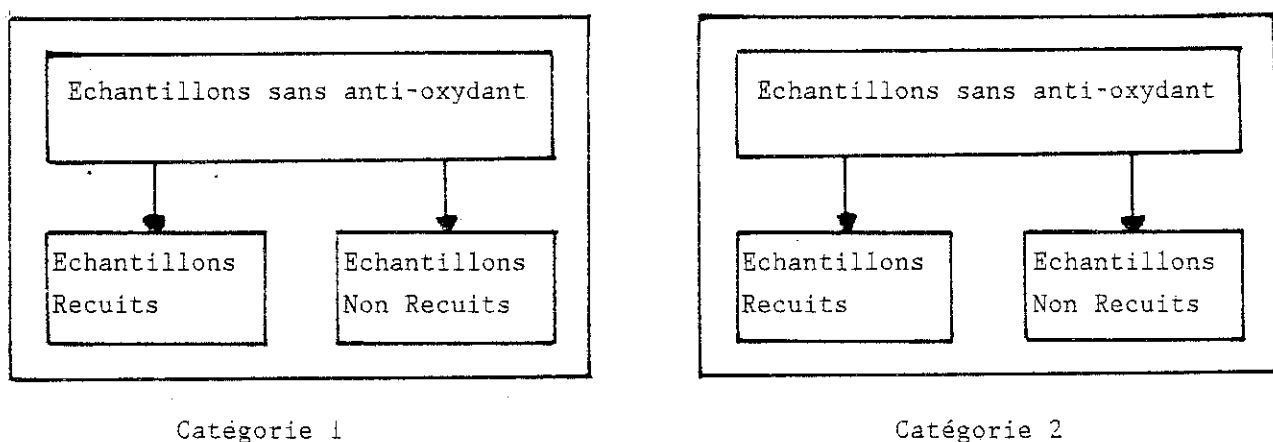 Echantillons sans anti-oxydant
Echantillons
Recuits
Echantillons
Non Recuits
Catégorie 1
Echantillons sans anti-oxydant
Echantillons
Recuits
Echantillons
Non Recuits
Catégorie 2